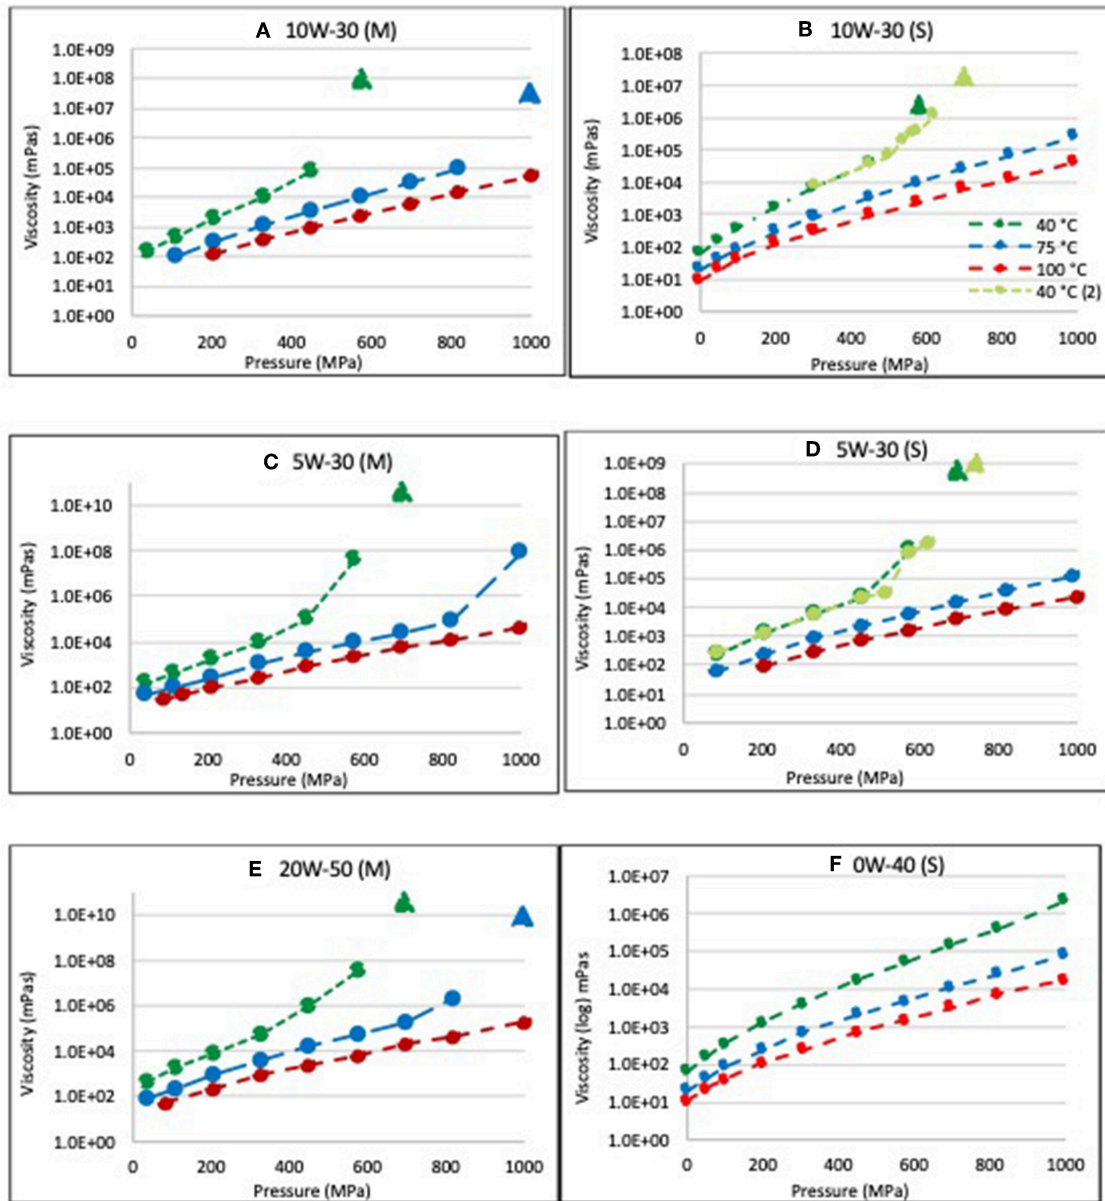 A 10W-30 (M)
1.0E+09
1.0E+08
1.0E+07
1.0E+06
1.0E+05
1.0E+04
1.0E+03
1.0E+02
1.0E+01
1.0E+00
Viscosity (mPas)
0 200 400 600 800 1000
Pressure (MPa)
B 10W-30 (S)
1.0E+08
1.0E+07
1.0E+06
1.0E+05
1.0E+04
1.0E+03
1.0E+02
1.0E+01
1.0E+00
Viscosity (mPas)
40 °C
75 °C
100 °C
40 °C (2)
0 200 400 600 800 1000
Pressure (MPa)
C 5W-30 (M)
1.0E+10
1.0E+08
1.0E+06
1.0E+04
1.0E+02
1.0E+00
Viscosity (mPas)
0 200 400 600 800 1000
Pressure (MPa)
D 5W-30 (S)
1.0E+09
1.0E+08
1.0E+07
1.0E+06
1.0E+05
1.0E+04
1.0E+03
1.0E+02
1.0E+01
1.0E+00
Viscosity (mPas)
0 200 400 600 800 1000
Pressure (MPa)
E 20W-50 (M)
1.0E+10
1.0E+08
1.0E+06
1.0E+04
1.0E+02
1.0E+00
Viscosity (mPas)
0 200 400 600 800 1000
Pressure (MPa)
F 0W-40 (S)
1.0E+07
1.0E+06
1.0E+05
1.0E+04
1.0E+03
1.0E+02
1.0E+01
1.0E+00
Viscosity (log) mPas
0 200 400 600 800 1000
Pressure (MPa)